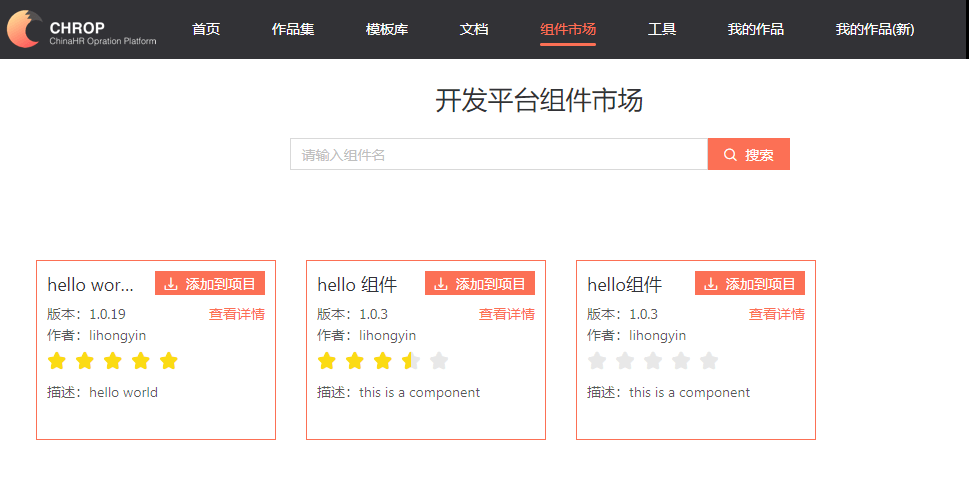 CHROP
ChinaHR Opration Platform
首页 作品集 模板库 文档 组件市场 工具 我的作品 我的作品(新)
开发平台组件市场
请输入组件名 搜索
hello wor... 添加到项目
版本：1.0.19 查看详情
作者：lihongyin
描述：hello world
hello 组件 添加到项目
版本：1.0.3 查看详情
作者：lihongyin
描述：this is a component
hello组件 添加到项目
版本：1.0.3 查看详情
作者：lihongyin
描述：this is a component